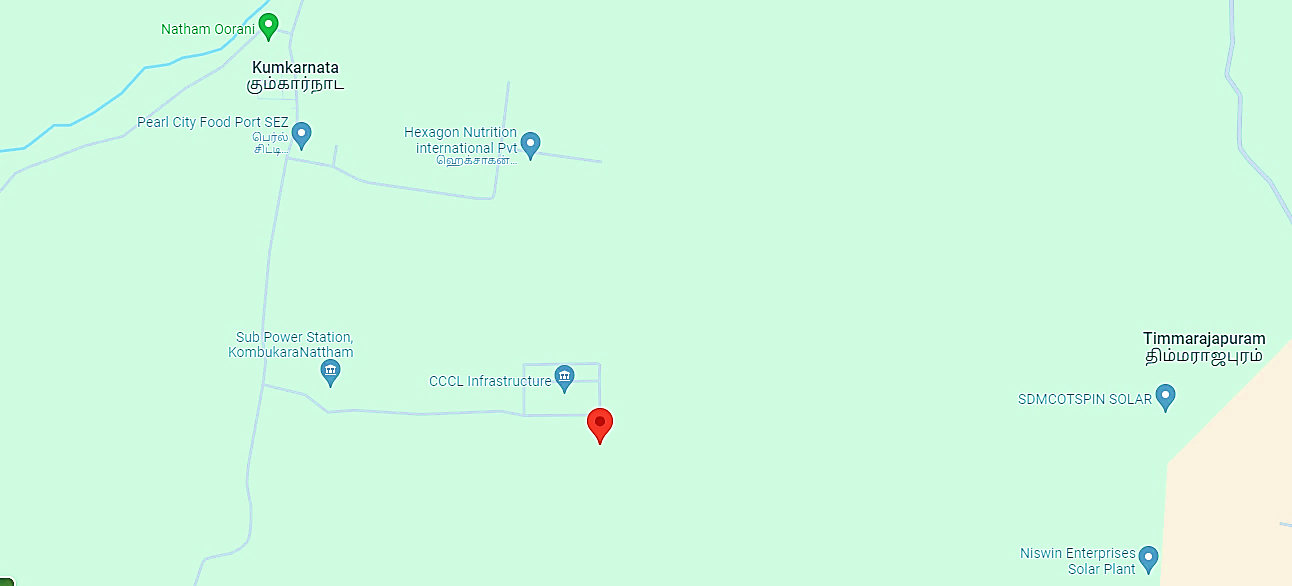 Natham Oorani
Kumkarnata
கும்கார்நாட
Pearl City Food Port SEZ
பெர்ல்
சிட்டி...
Hexagon Nutrition
international Pvt
ஹெக்சாகன்...
Sub Power Station,
KombukaraNattham
CCCL Infrastructure
Timmarajapuram
திம்மராஜபுரம்
SDMCOTSPIN SOLAR
Niswin Enterprises
Solar Plant